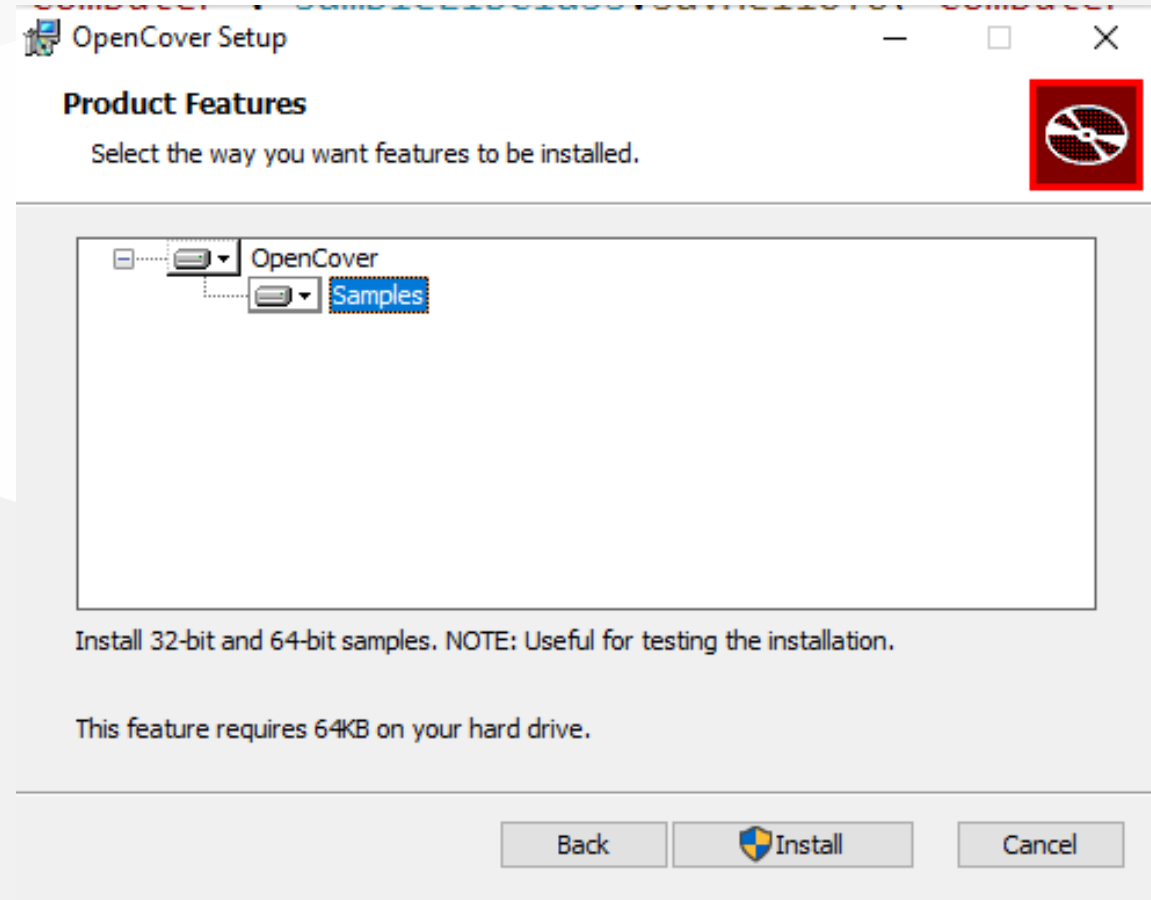 OpenCover Setup
Product Features
Select the way you want features to be installed.
OpenCover
Samples
Install 32-bit and 64-bit samples. NOTE: Useful for testing the installation.
This feature requires 64KB on your hard drive.
Back Install Cancel